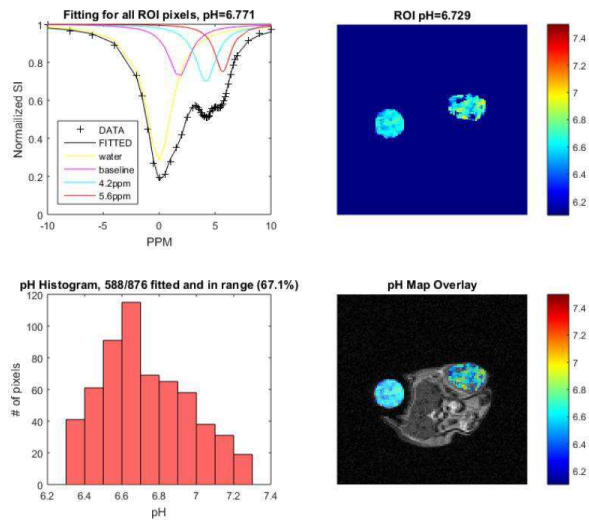 Fitting for all ROI pixels, pH=6.771
1
0.8
0.6
0.4
0.2
0
Normailized SI
DATA
FITTED
water
baseline
4.2ppm
5.6ppm
-10
-5
0
5
10
PPM
ROI pH=6.729
7.4
7.2
7
6.8
6.6
6.4
6.2
pH Histogram, 588/876 fitted and in range (67.1%)
120
100
80
60
40
20
0
# of pixels
6.2
6.4
6.6
6.8
7
7.2
7.4
pH
pH Map Overlay
7.4
7.2
7
6.8
6.6
6.4
6.2